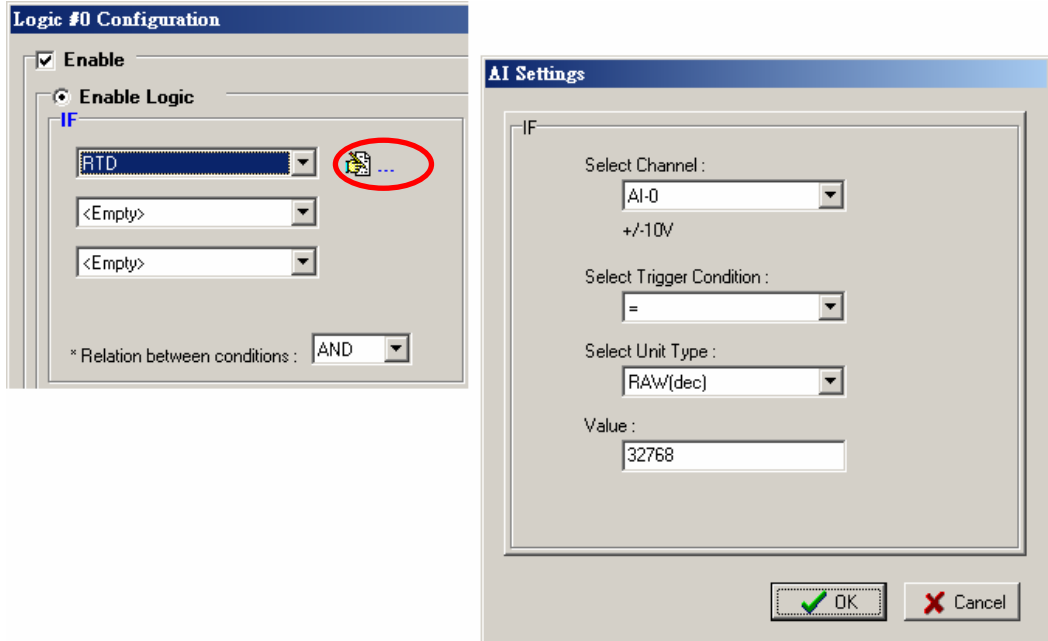 Logic #0 Configuration
Enable
Enable Logic
IF
RTD
...
<Empty>
<Empty>
* Relation between conditions : AND
AI Settings
IF
Select Channel :
AI-0
+/-10V
Select Trigger Condition :
=
Select Unit Type :
RAW(dec)
Value :
32768
OK Cancel